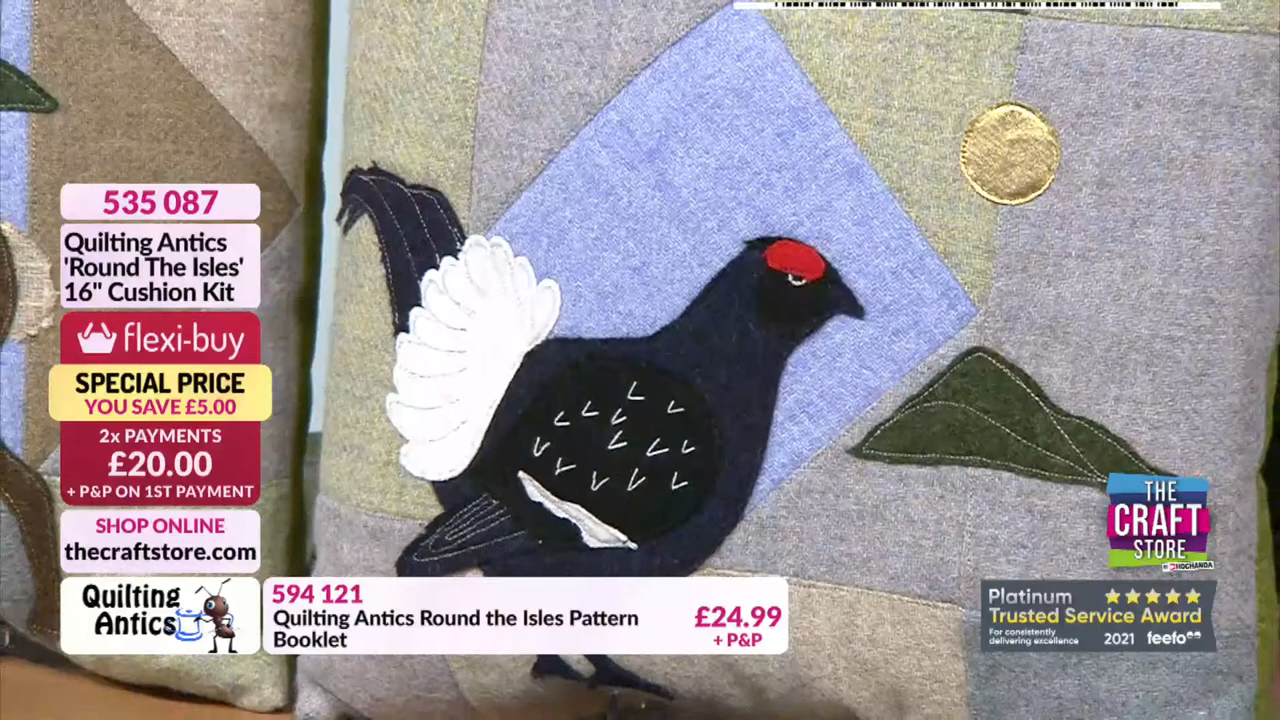 535 087
Quilting Antics
'Round The Isles'
16" Cushion Kit
flexi-buy
SPECIAL PRICE
YOU SAVE £5.00
2x PAYMENTS
£20.00
+ P&P ON 1ST PAYMENT
SHOP ONLINE
thecraftstore.com
Quilting
Antics
594 121
Quilting Antics Round the Isles Pattern
Booklet
£24.99
+ P&P
THE
CRAFT
STORE
BY HOCHANDA
Platinum
Trusted Service Award
For consistently
delivering excellence
2021 feefo